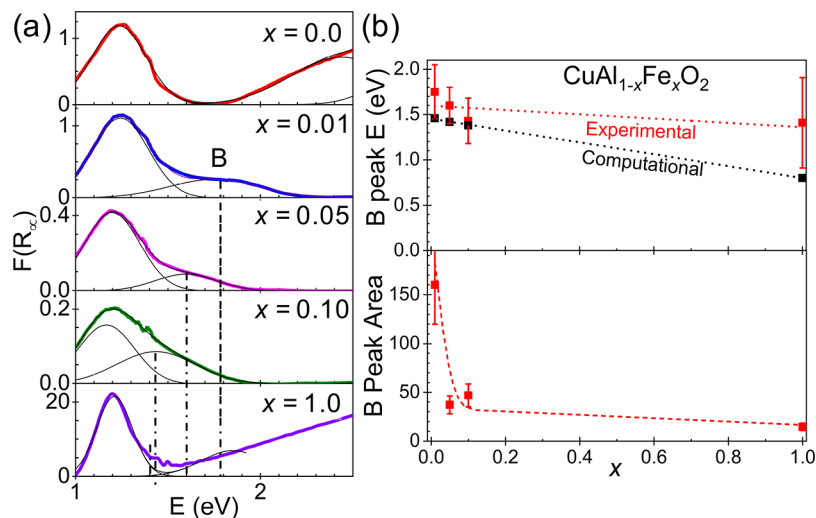 (a)
x = 0.0
1
0
x = 0.01
B
1
0
x = 0.05
0.4
0.0
x = 0.10
0.2
0.0
x = 1.0
20
0
F(R∝)
1 2
E (eV)
(b)
CuAl1-xFexO2
2.0
1.5
1.0
0.5
0.0
B peak E (eV)
Experimental
Computational
150
100
50
0
B Peak Area
0.0 0.2 0.4 0.6 0.8 1.0
x